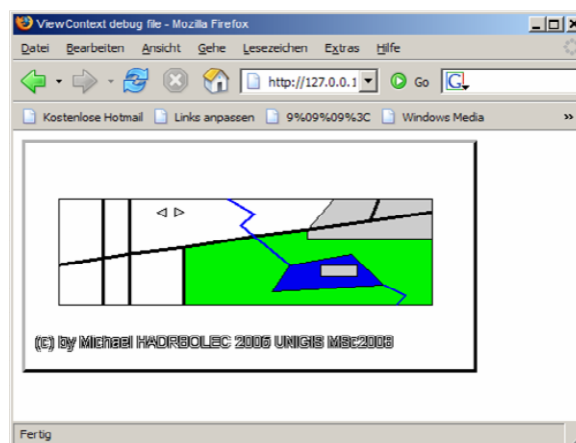 ViewContext debug file - Mozilla Firefox
Datei Bearbeiten Ansicht Gehe Lesezeichen Extras Hilfe
http://127.0.0.1 Go
Kostenlose Hotmail Links anpassen 9%09%09%3C Windows Media »
(c) by Michael HADRBOLEC 2006 UNIGIS MSc2006
Fertig